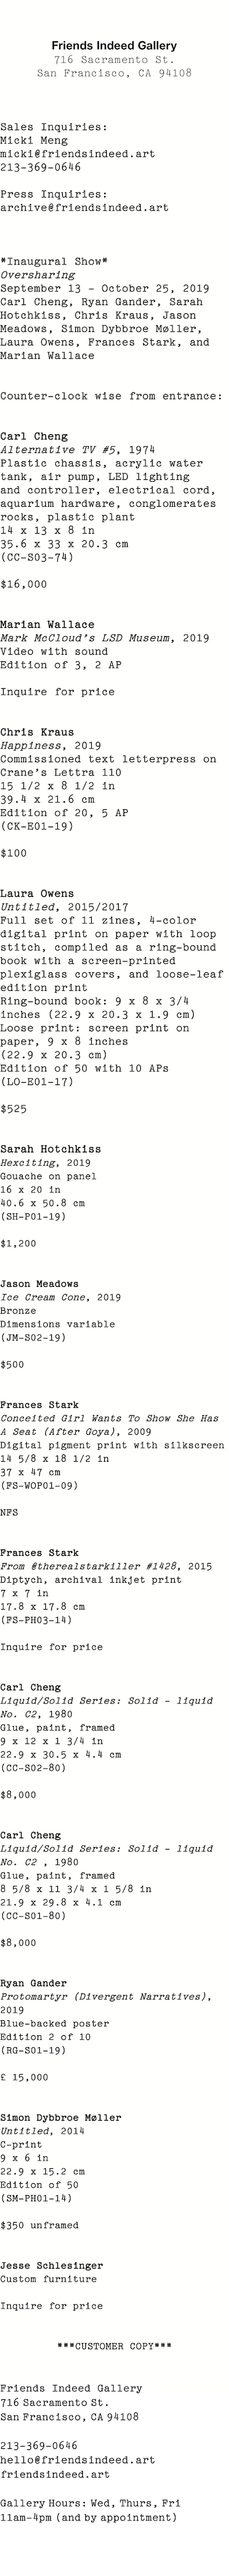 Friends Indeed Gallery
716 Sacramento St.
San Francisco, CA 94108
Sales Inquiries:
Micki Meng
micki@friendsindeed.art
213-369-0646
Press Inquiries:
archive@friendsindeed.art
*Inaugural Show*
Oversharing
September 13 - October 25, 2019
Carl Cheng, Ryan Gander, Sarah
Hotchkiss, Chris Kraus, Jason
Meadows, Simon Dybbroe Møller,
Laura Owens, Frances Stark, and
Marian Wallace
Counter-clock wise from entrance:
Carl Cheng
Alternative TV #5, 1974
Plastic chassis, acrylic water
tank, air pump, LED lighting
and controller, electrical cord,
aquarium hardware, conglomerates
rocks, plastic plant
14 x 13 x 8 in
35.6 x 33 x 20.3 cm
(CC-S03-74)
$16,000
Marian Wallace
Mark McCloud's LSD Museum, 2019
Video with sound
Edition of 3, 2 AP
Inquire for price
Chris Kraus
Happiness, 2019
Commissioned text letterpress on
Crane's Lettra 110
15 1/2 x 8 1/2 in
39.4 x 21.6 cm
Edition of 20, 5 AP
(CK-E01-19)
$100
Laura Owens
Untitled, 2015/2017
Full set of 11 zines, 4-color
digital print on paper with loop
stitch, compiled as a ring-bound
book with a screen-printed
plexiglass covers, and loose-leaf
edition print
Ring-bound book: 9 x 8 x 3/4
inches (22.9 x 20.3 x 1.9 cm)
Loose print: screen print on
paper, 9 x 8 inches
(22.9 x 20.3 cm)
Edition of 50 with 10 APs
(LO-E01-17)
$525
Sarah Hotchkiss
Hexciting, 2019
Gouache on panel
16 x 20 in
40.6 x 50.8 cm
(SH-P01-19)
$1,200
Jason Meadows
Ice Cream Cone, 2019
Bronze
Dimensions variable
(JM-S02-19)
$500
Frances Stark
Conceited Girl Wants To Show She Has
A Seat (After Goya), 2009
Digital pigment print with silkscreen
14 5/8 x 18 1/2 in
37 x 47 cm
(FS-WOP01-09)
NFS
Frances Stark
From @therealstarkiller #1428, 2015
Diptych, archival inkjet print
7 x 7 in
17.8 x 17.8 cm
(FS-PH03-14)
Inquire for price
Carl Cheng
Liquid/Solid Series: Solid - liquid
No. C2, 1980
Glue, paint, framed
9 x 12 x 1 3/4 in
22.9 x 30.5 x 4.4 cm
(CC-S02-80)
$8,000
Carl Cheng
Liquid/Solid Series: Solid - liquid
No. C2 , 1980
Glue, paint, framed
8 5/8 x 11 3/4 x 1 5/8 in
21.9 x 29.8 x 4.1 cm
(CC-S01-80)
$8,000
Ryan Gander
Protomartyr (Divergent Narratives),
2019
Blue-backed poster
Edition 2 of 10
(RG-S01-19)
£ 15,000
Simon Dybbroe Møller
Untitled, 2014
C-print
9 x 6 in
22.9 x 15.2 cm
Edition of 50
(SM-PH01-14)
$350 unframed
Jesse Schlesinger
Custom furniture
Inquire for price
***CUSTOMER COPY***
Friends Indeed Gallery
716 Sacramento St.
San Francisco, CA 94108
213-369-0646
hello@friendsindeed.art
friendsindeed.art
Gallery Hours: Wed, Thurs, Fri
11am-4pm (and by appointment)